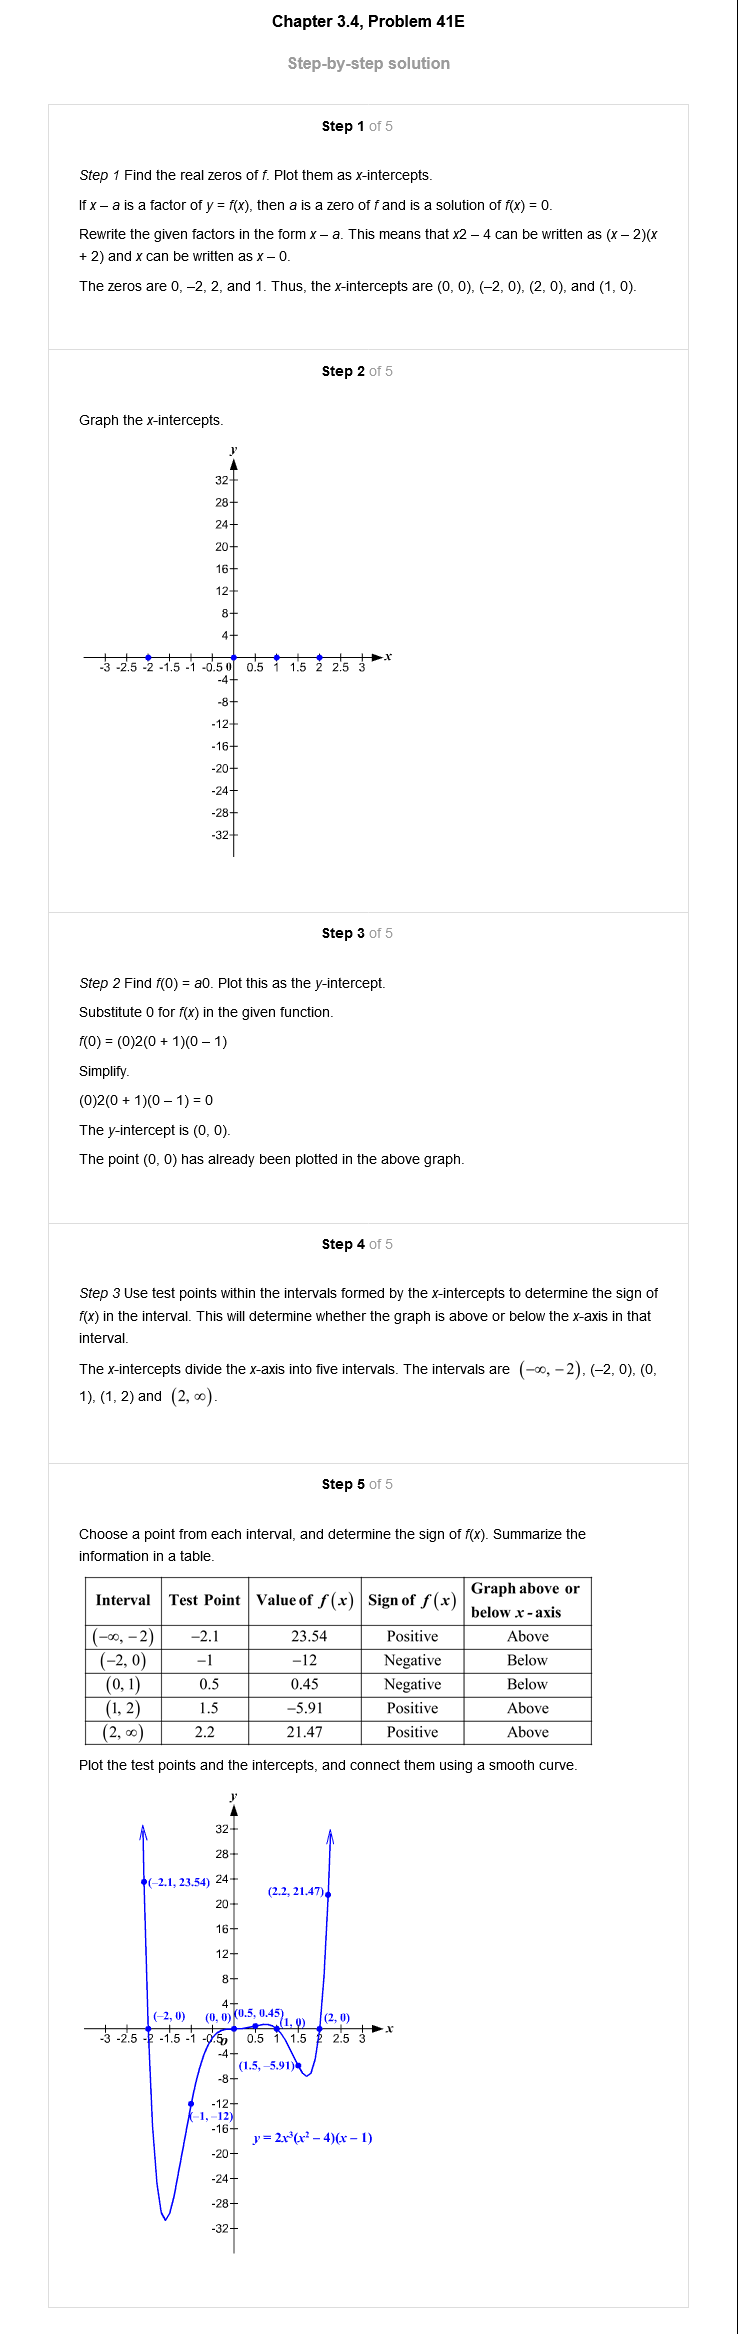 Chapter 3.4, Problem 41E
Step-by-step solution
Step 1 of 5
Step 1 Find the real zeros of f. Plot them as x-intercepts.
If x – a is a factor of y = f(x), then a is a zero of f and is a solution of f(x) = 0.
Rewrite the given factors in the form x – a. This means that x2 – 4 can be written as (x – 2)(x
+ 2) and x can be written as x – 0.
The zeros are 0, –2, 2, and 1. Thus, the x-intercepts are (0, 0), (–2, 0), (2, 0), and (1, 0).
Step 2 of 5
Graph the x-intercepts.
y
32
28
24
20
16
12
8
4
x
-3 -2.5 -2 -1.5 -1 -0.5 0 0.5 1 1.5 2 2.5 3
-4
-8
-12
-16
-20
-24
-28
-32
Step 3 of 5
Step 2 Find f(0) = a0. Plot this as the y-intercept.
Substitute 0 for f(x) in the given function.
f(0) = (0)2(0 + 1)(0 – 1)
Simplify.
(0)2(0 + 1)(0 – 1) = 0
The y-intercept is (0, 0).
The point (0, 0) has already been plotted in the above graph.
Step 4 of 5
Step 3 Use test points within the intervals formed by the x-intercepts to determine the sign of
f(x) in the interval. This will determine whether the graph is above or below the x-axis in that
interval.
The x-intercepts divide the x-axis into five intervals. The intervals are (−∞, −2), (–2, 0), (0,
1), (1, 2) and (2, ∞).
Step 5 of 5
Choose a point from each interval, and determine the sign of f(x). Summarize the
information in a table.
Interval Test Point Value of f(x) Sign of f(x) Graph above or
below x-axis
(−∞, −2) −2.1 23.54 Positive Above
(−2, 0) −1 −12 Negative Below
(0, 1) 0.5 0.45 Negative Below
(1, 2) 1.5 −5.91 Positive Above
(2, ∞) 2.2 21.47 Positive Above
Plot the test points and the intercepts, and connect them using a smooth curve.
y
32
28
(–2.1, 23.54) 24
(2.2, 21.47)
20
16
12
8
4
(–2, 0) (0, 0) (0.5, 0.45) (1, 0) (2, 0)
x
-3 -2.5 -2 -1.5 -1 -0.5 0 0.5 1 1.5 2 2.5 3
-4
(1.5, –5.91)
-8
-12
(–1, –12)
-16
y = 2x³(x² – 4)(x – 1)
-20
-24
-28
-32